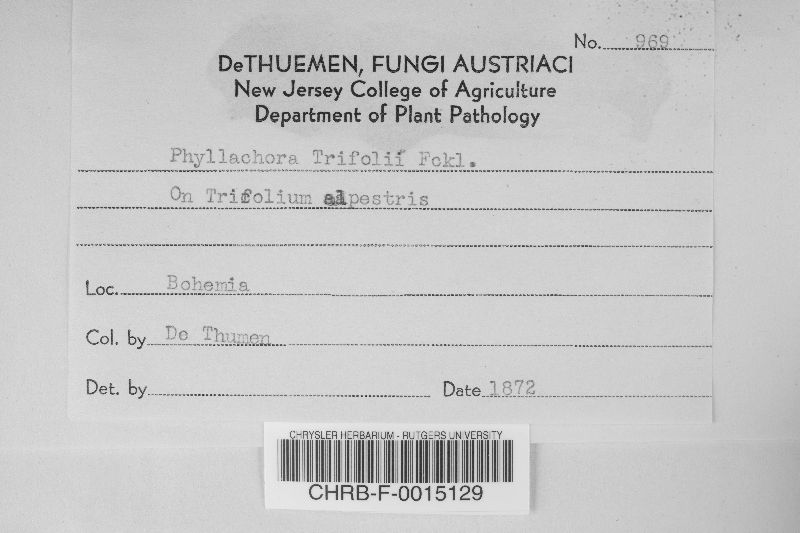 No. 969
DeTHUEMEN, FUNGI AUSTRIACI
New Jersey College of Agriculture
Department of Plant Pathology
Phyllachora Trifolii Fckl.
On Trifolium alpestris
Loc. Bohemia
Col. by De Thumen
Det. by
Date 1872
CHRYSLER HERBARIUM - RUTGERS UNIVERSITY
CHRB-F-0015129